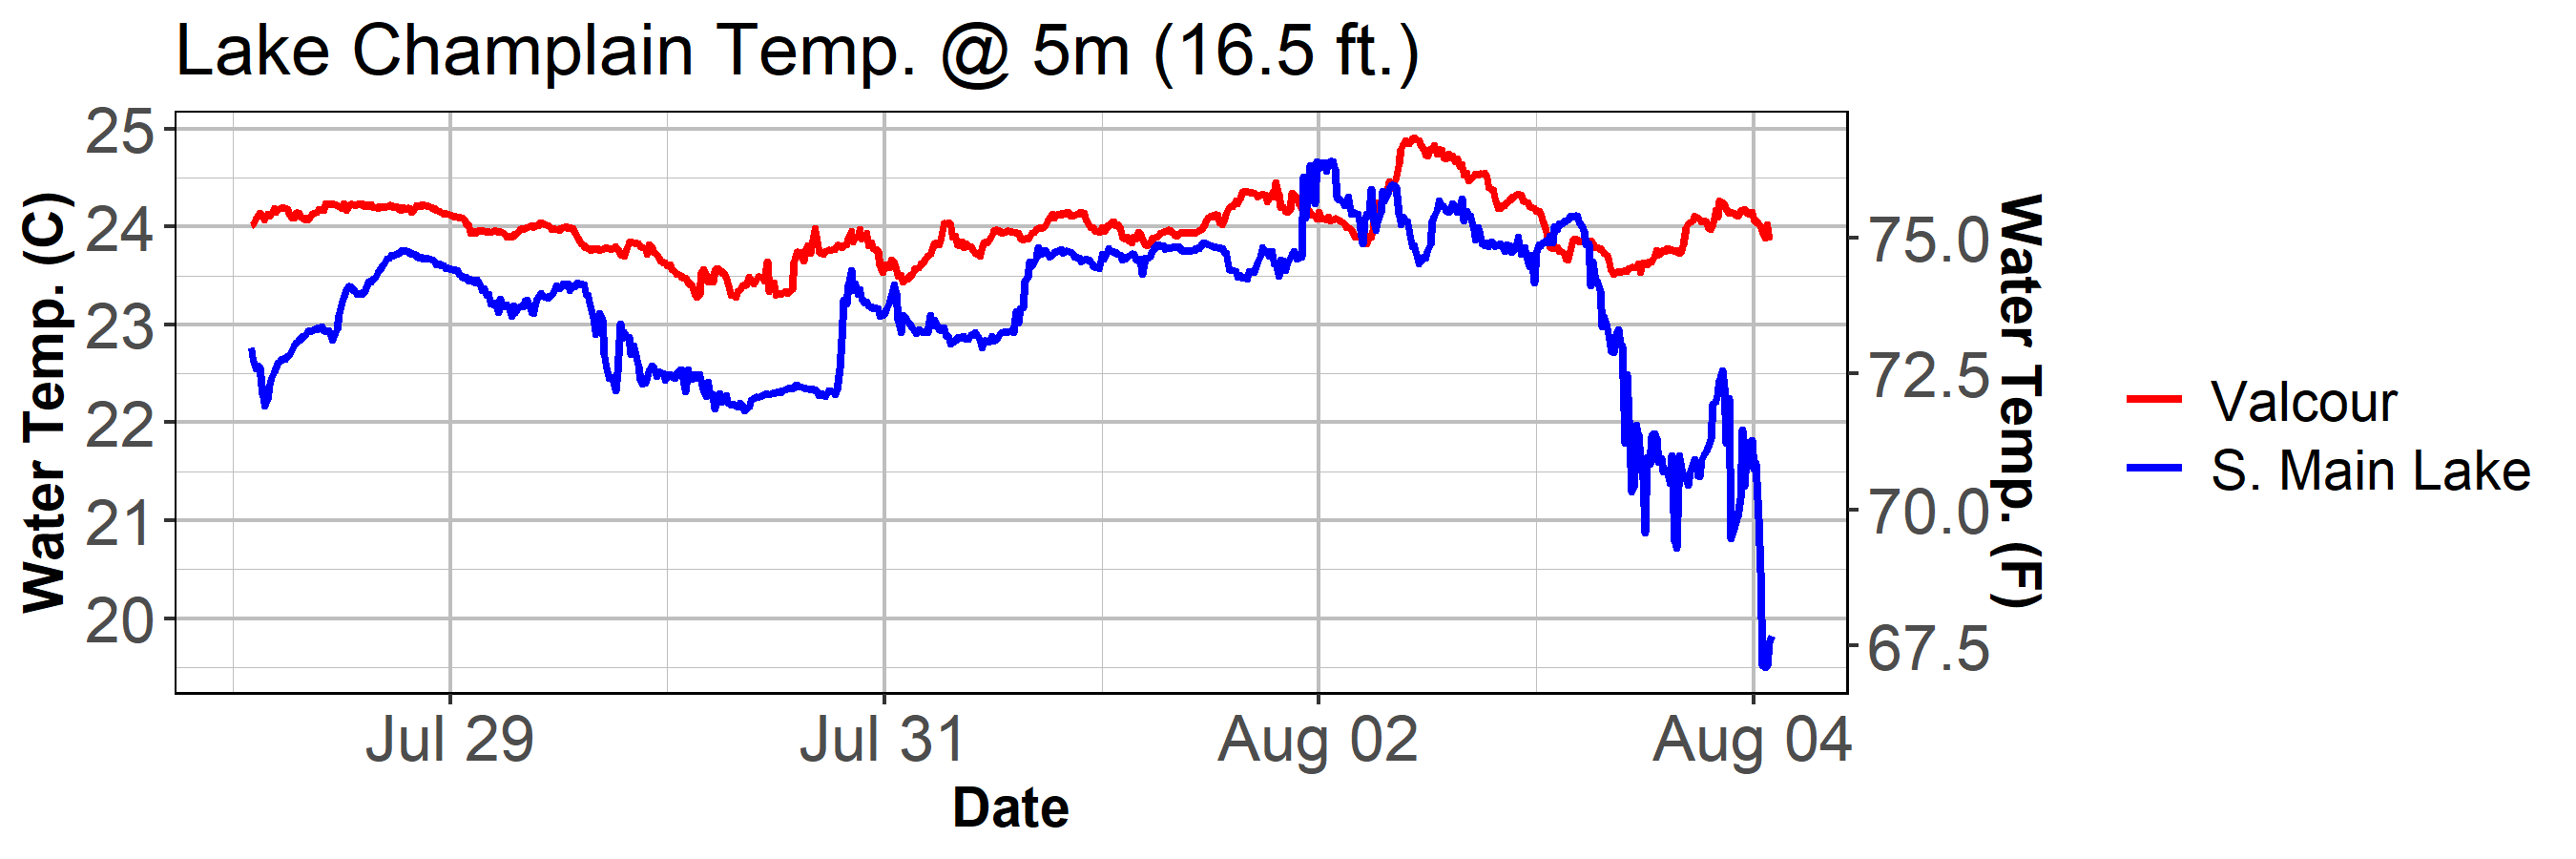 Lake Champlain Temp. @ 5m (16.5 ft.)
Water Temp. (C)
25
24
23
22
21
20
75.0
72.5
70.0
67.5
Water Temp. (F)
Jul 29
Jul 31
Aug 02
Aug 04
Date
Valcour
S. Main Lake